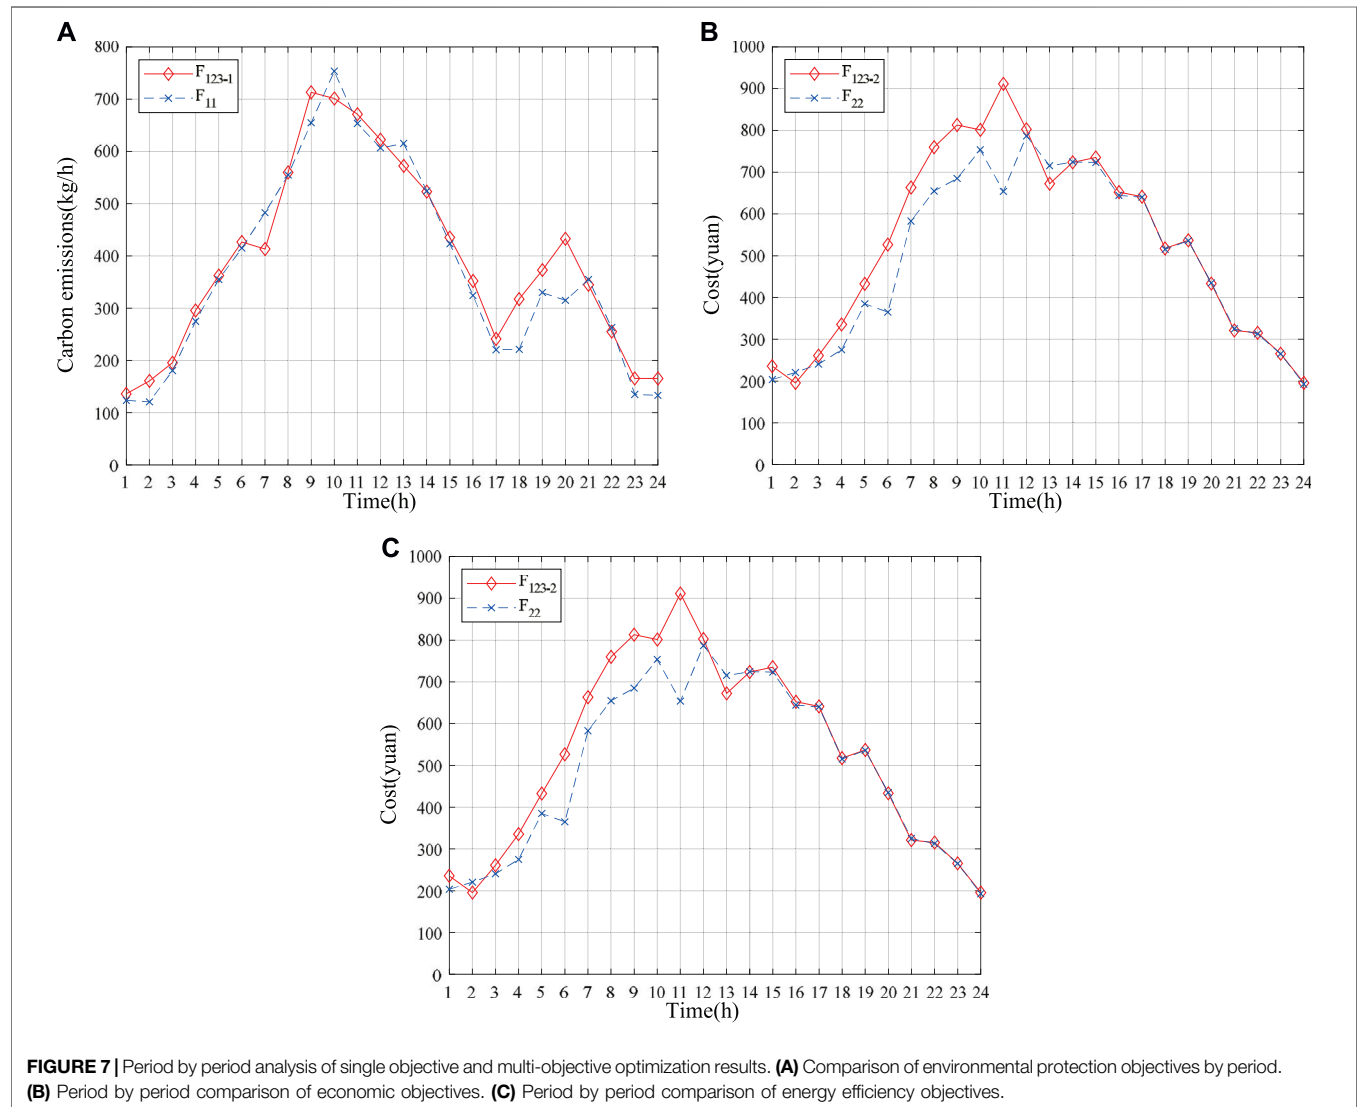 A
800
700
600
500
400
300
200
100
0
Carbon emissions(kg/h)
F123-1
F11
1 2 3 4 5 6 7 8 9 10 11 12 13 14 15 16 17 18 19 20 21 22 23 24
Time(h)
B
1000
900
800
700
600
500
400
300
200
100
0
Cost(yuan)
F123-2
F22
1 2 3 4 5 6 7 8 9 10 11 12 13 14 15 16 17 18 19 20 21 22 23 24
Time(h)
C
1000
900
800
700
600
500
400
300
200
100
0
Cost(yuan)
F123-2
F22
1 2 3 4 5 6 7 8 9 10 11 12 13 14 15 16 17 18 19 20 21 22 23 24
Time(h)
FIGURE 7 | Period by period analysis of single objective and multi-objective optimization results. (A) Comparison of environmental protection objectives by period.
(B) Period by period comparison of economic objectives. (C) Period by period comparison of energy efficiency objectives.